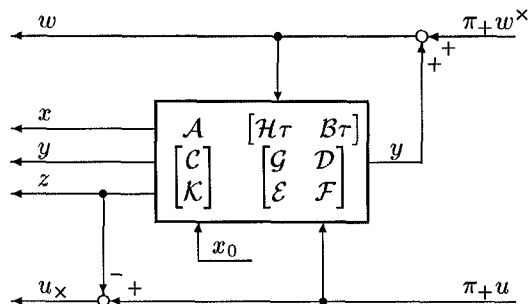 w π₊w^×
+ +
x 𝒜 [ℋτ ℬτ]
y [𝒞 [𝒢 𝒟 y
z 𝒦] ℰ ℱ]
x₀
− +
u_× π₊u